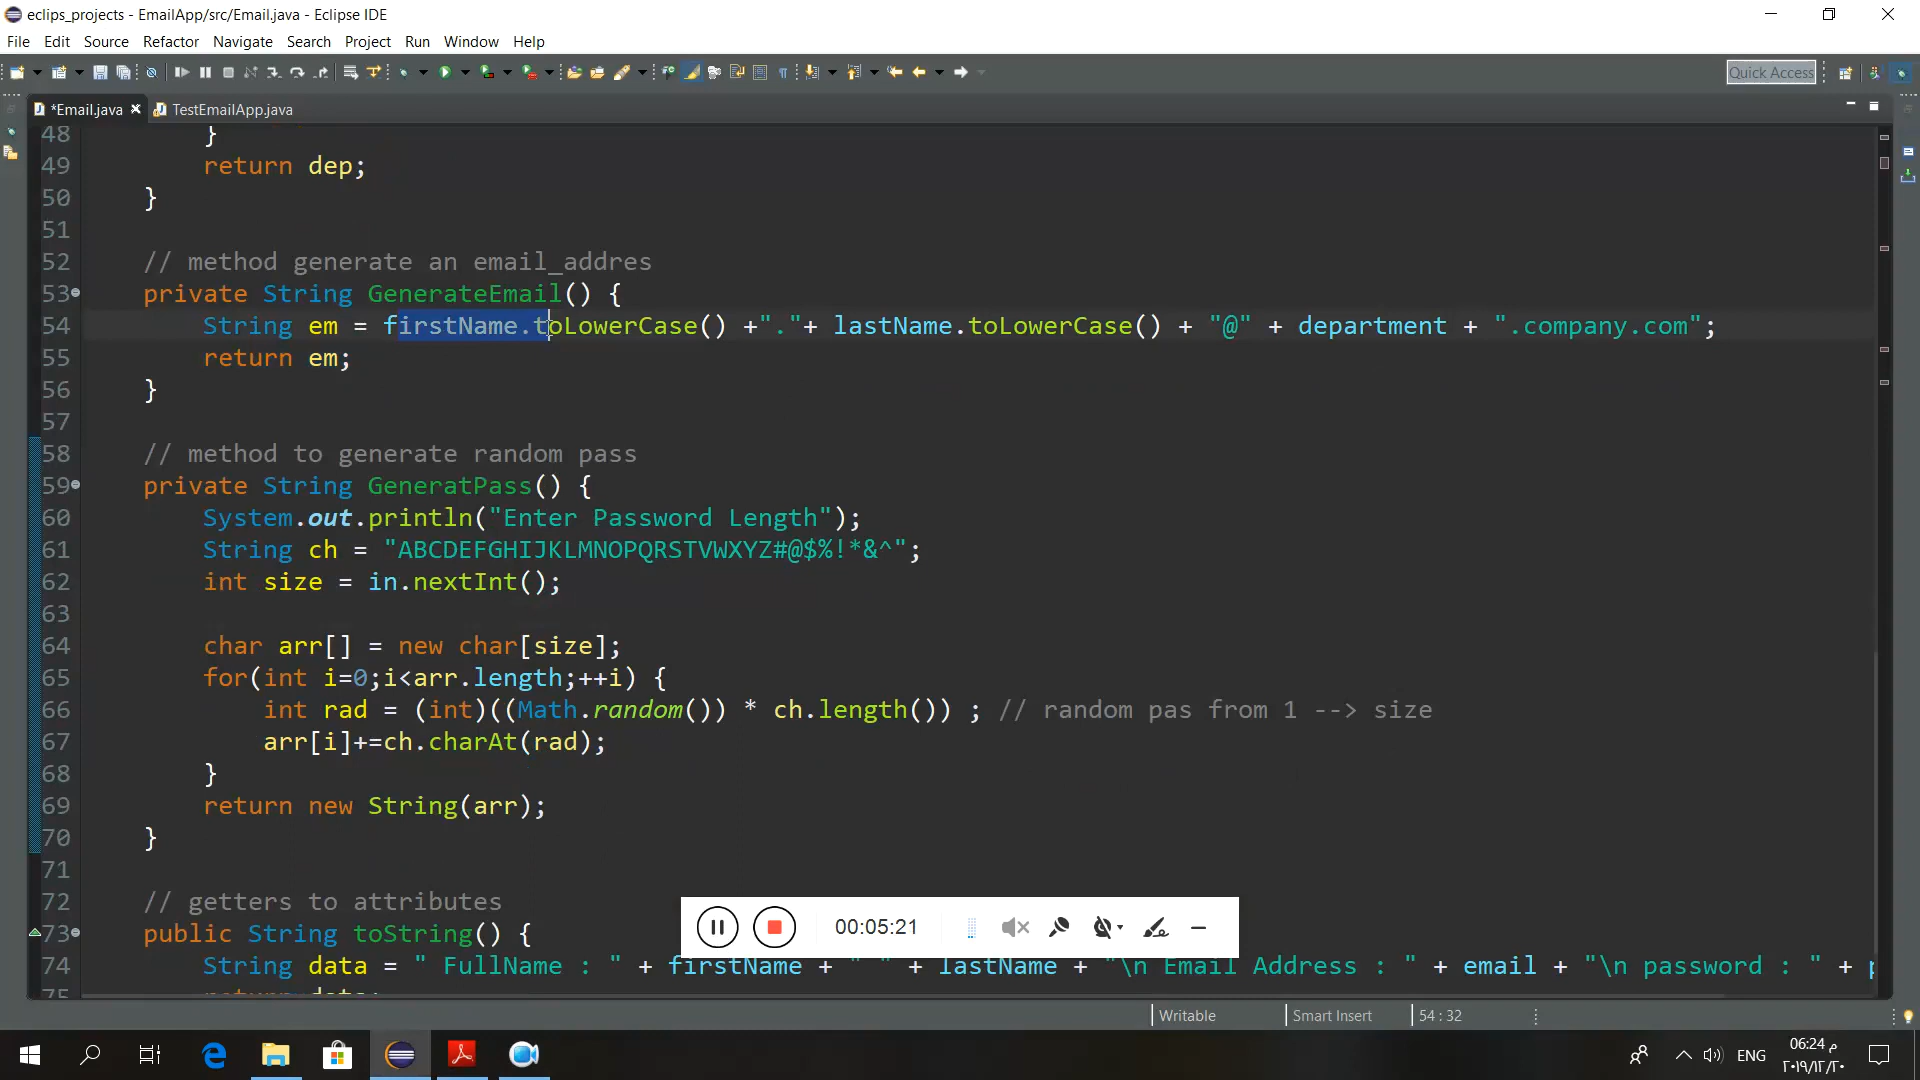 eclips_projects - EmailApp/src/Email.java - Eclipse IDE
File Edit Source Refactor Navigate Search Project Run Window Help
Quick Access
*Email.java TestEmailApp.java
48 }
49 return dep;
50 }
51
52 // method generate an email_addres
53 private String GenerateEmail() {
54 String em = firstName.toLowerCase() +"."+ lastName.toLowerCase() + "@" + department + ".company.com";
55 return em;
56 }
57
58 // method to generate random pass
59 private String GeneratPass() {
60 System.out.println("Enter Password Length");
61 String ch = "ABCDEFGHIJKLMNOPQRSTVWXYZ#@$%!*&^";
62 int size = in.nextInt();
63
64 char arr[] = new char[size];
65 for(int i=0;i<arr.length;++i) {
66 int rad = (int)((Math.random()) * ch.length()) ; // random pas from 1 --> size
67 arr[i]+=ch.charAt(rad);
68 }
69 return new String(arr);
70 }
71
72 // getters to attributes
73 public String toString() {
74 String data = " FullName : " + firstName + " " + lastName + "\n Email Address : " + email + "\n password : " +
75 return data;
00:05:21
Writable Smart Insert 54 : 32
ENG
06:24 م
٢٠١٩/١٢/٢٠